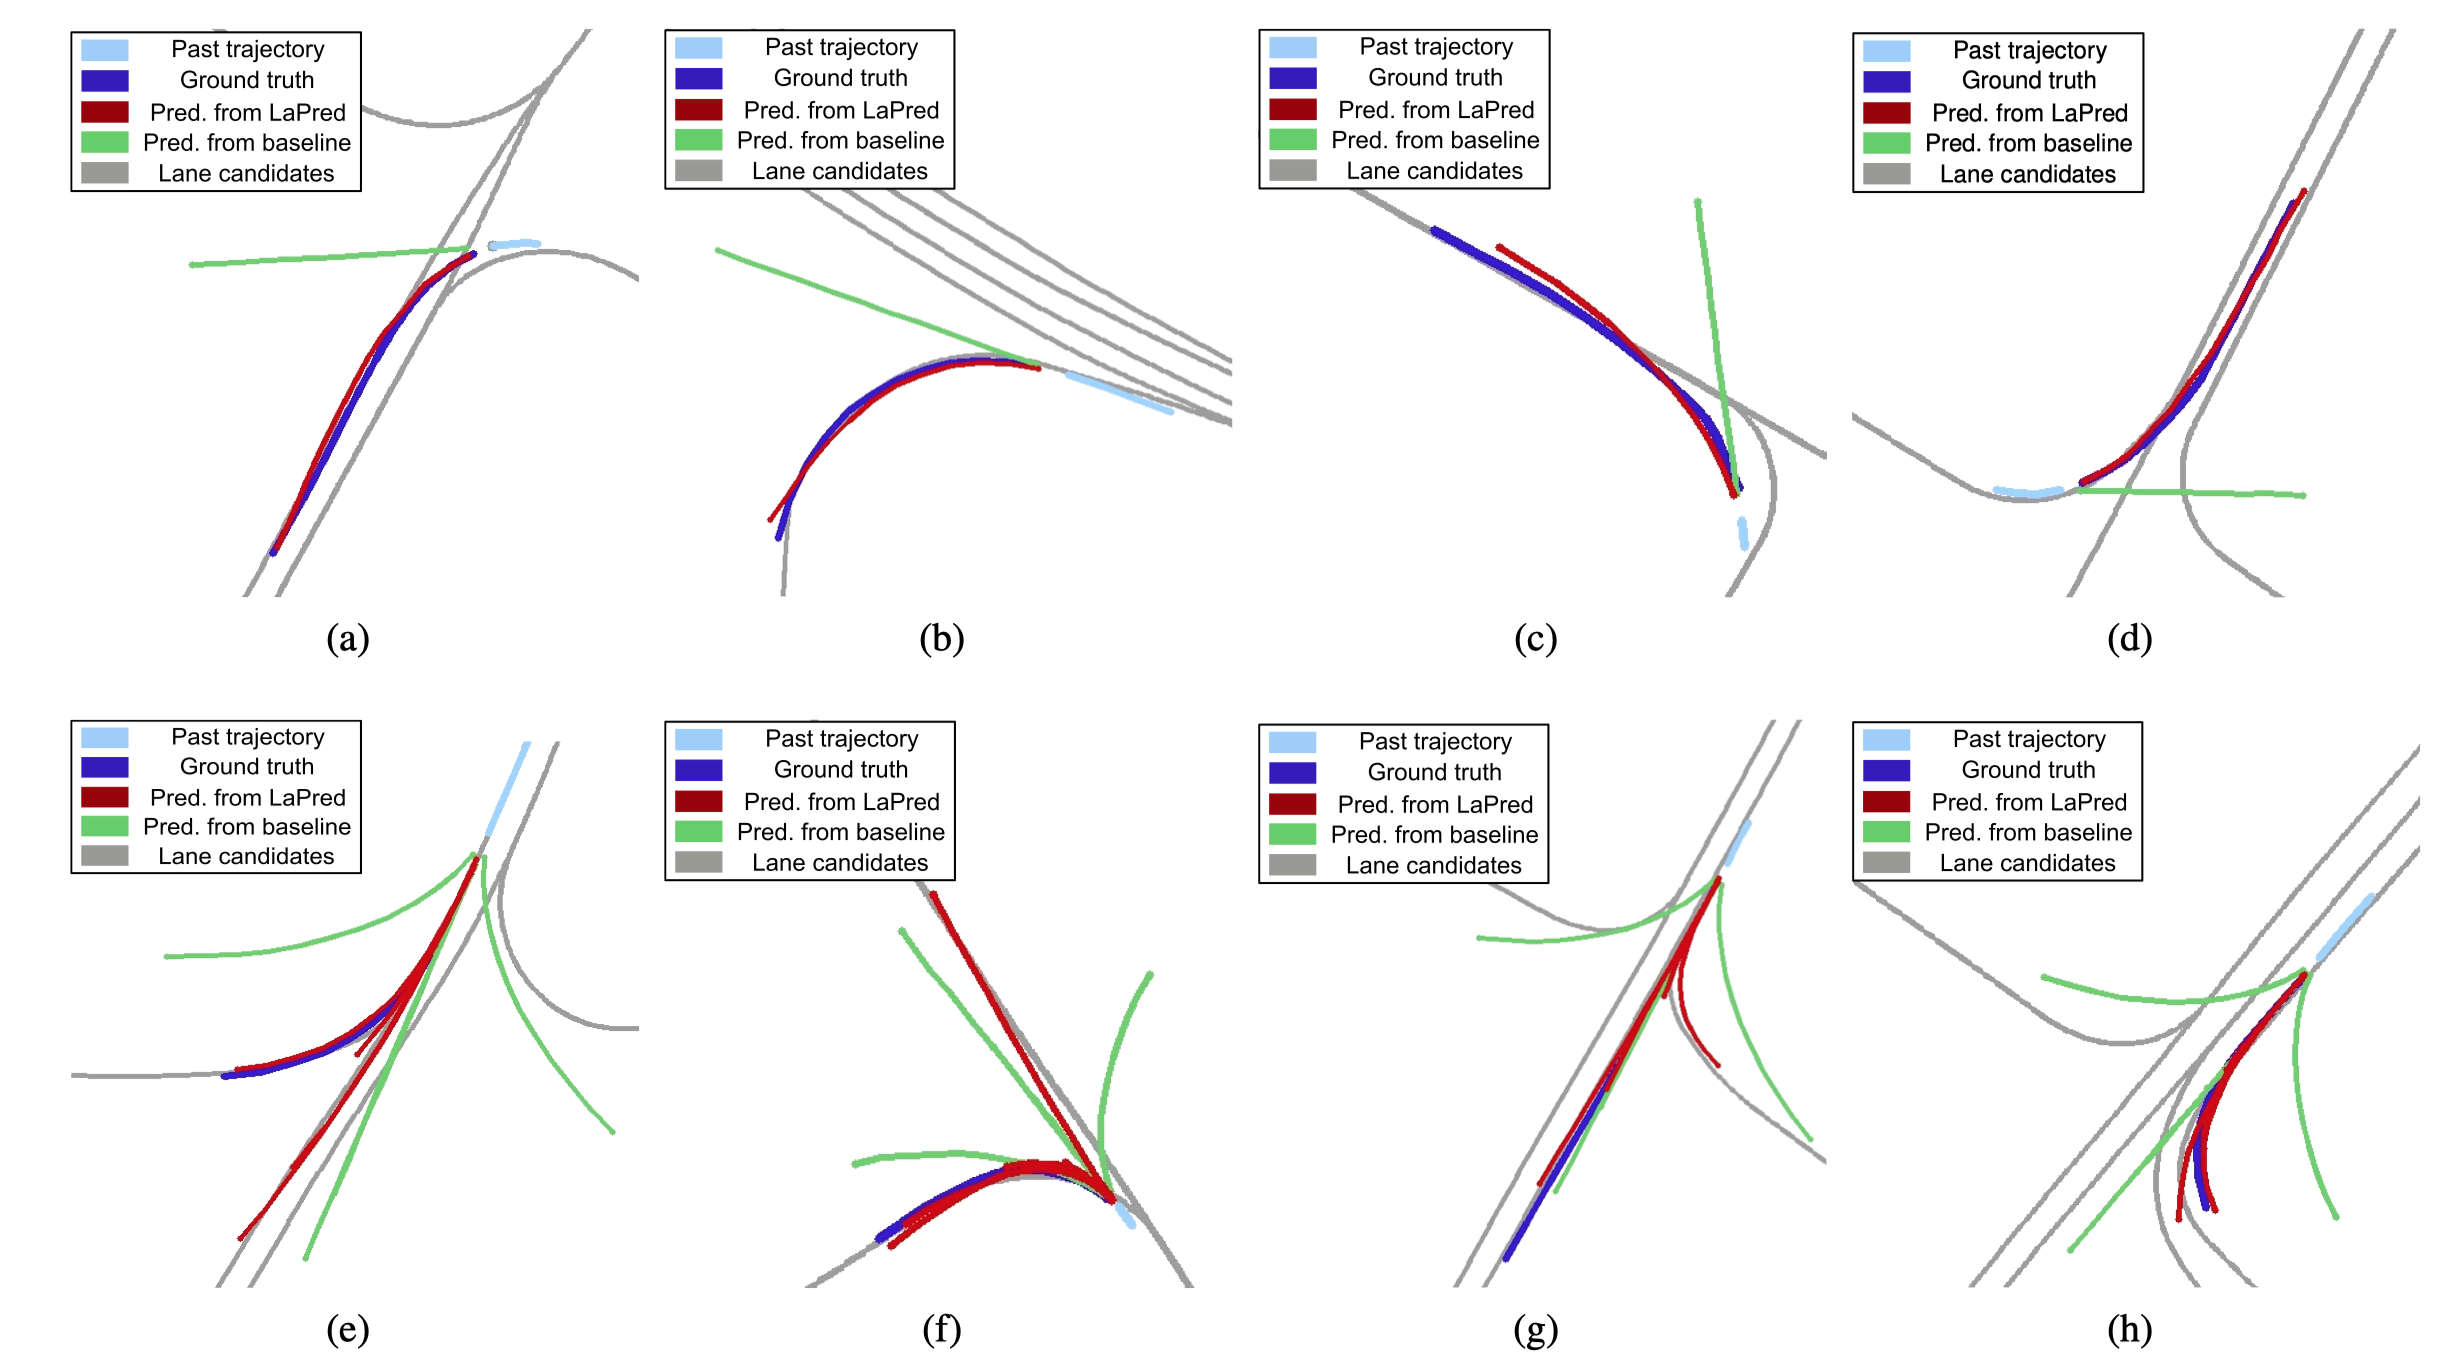 Past trajectory
Ground truth
Pred. from LaPred
Pred. from baseline
Lane candidates
(a)
Past trajectory
Ground truth
Pred. from LaPred
Pred. from baseline
Lane candidates
(b)
Past trajectory
Ground truth
Pred. from LaPred
Pred. from baseline
Lane candidates
(c)
Past trajectory
Ground truth
Pred. from LaPred
Pred. from baseline
Lane candidates
(d)
Past trajectory
Ground truth
Pred. from LaPred
Pred. from baseline
Lane candidates
(e)
Past trajectory
Ground truth
Pred. from LaPred
Pred. from baseline
Lane candidates
(f)
Past trajectory
Ground truth
Pred. from LaPred
Pred. from baseline
Lane candidates
(g)
Past trajectory
Ground truth
Pred. from LaPred
Pred. from baseline
Lane candidates
(h)